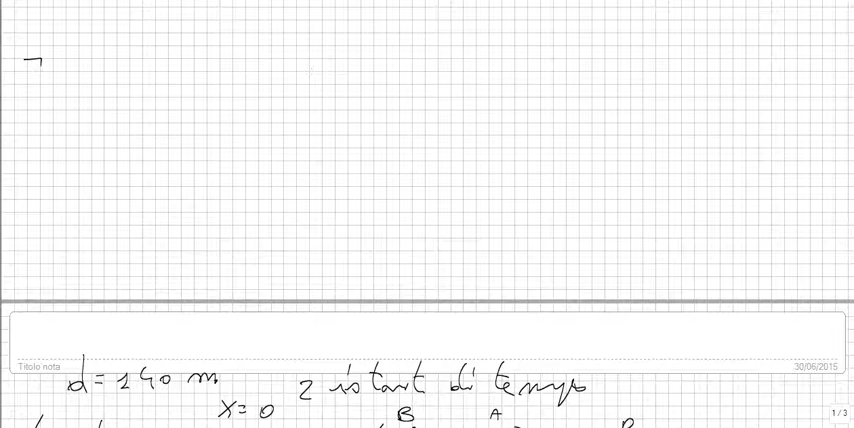 Titolo nota 30/06/2015
d = 140 m 2 istanti di tempo
x = 0 B A
1 / 3